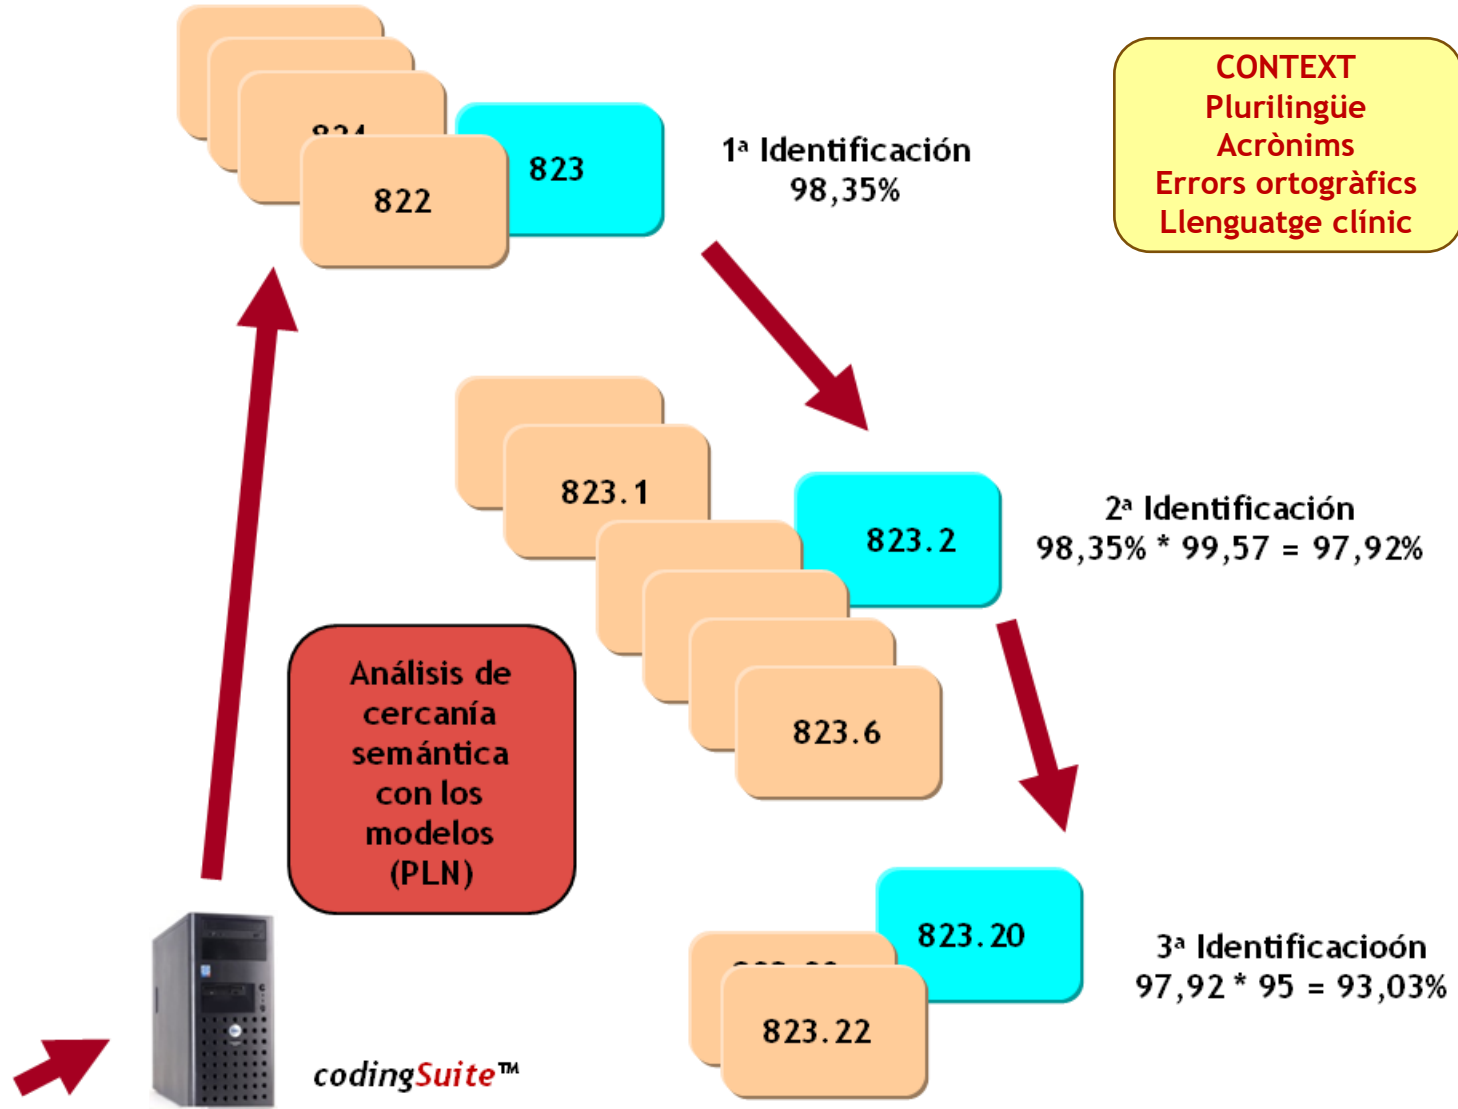 CONTEXT
Plurilingüe
Acrònims
Errors ortogràfics
Llenguatge clínic
824
822
823
1ª Identificación
98,35%
823.1
823.2
2ª Identificación
98,35% * 99,57 = 97,92%
823.6
Análisis de
cercanía
semántica
con los
modelos
(PLN)
823.20
823.22
3ª Identificacioón
97,92 * 95 = 93,03%
codingSuite™